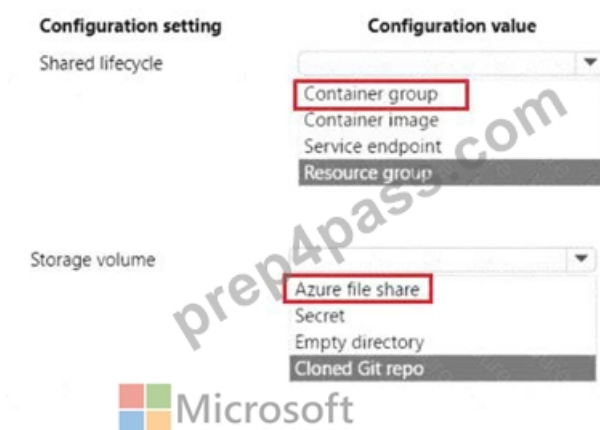 Configuration setting Configuration value
Shared lifecycle
Container group
Container image
Service endpoint
Resource group
Storage volume
Azure file share
Secret
Empty directory
Cloned Git repo
prep4pass.com
Microsoft